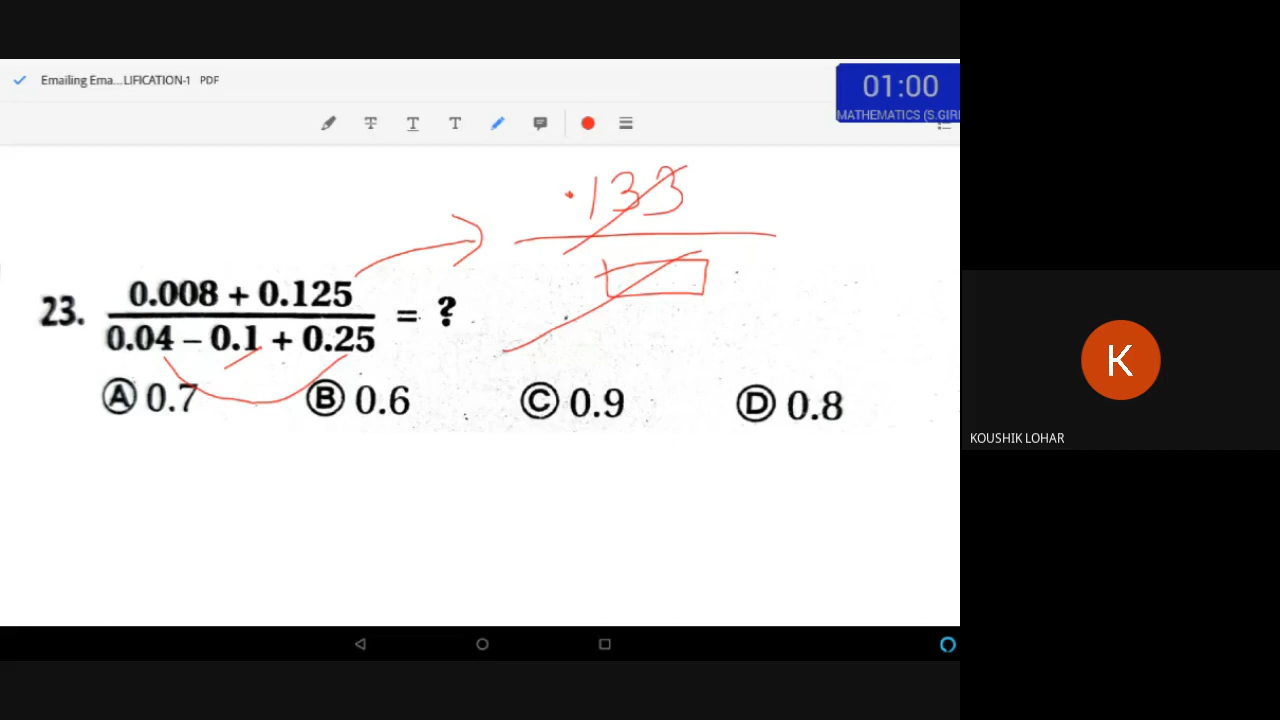 Emailing Ema...LIFICATION-1 PDF
01:00
MATHEMATICS (S.GIRI
T T T
.133
23. 0.008 + 0.125
0.04 – 0.1 + 0.25
= ?
A 0.7 B 0.6 C 0.9 D 0.8
K
KOUSHIK LOHAR